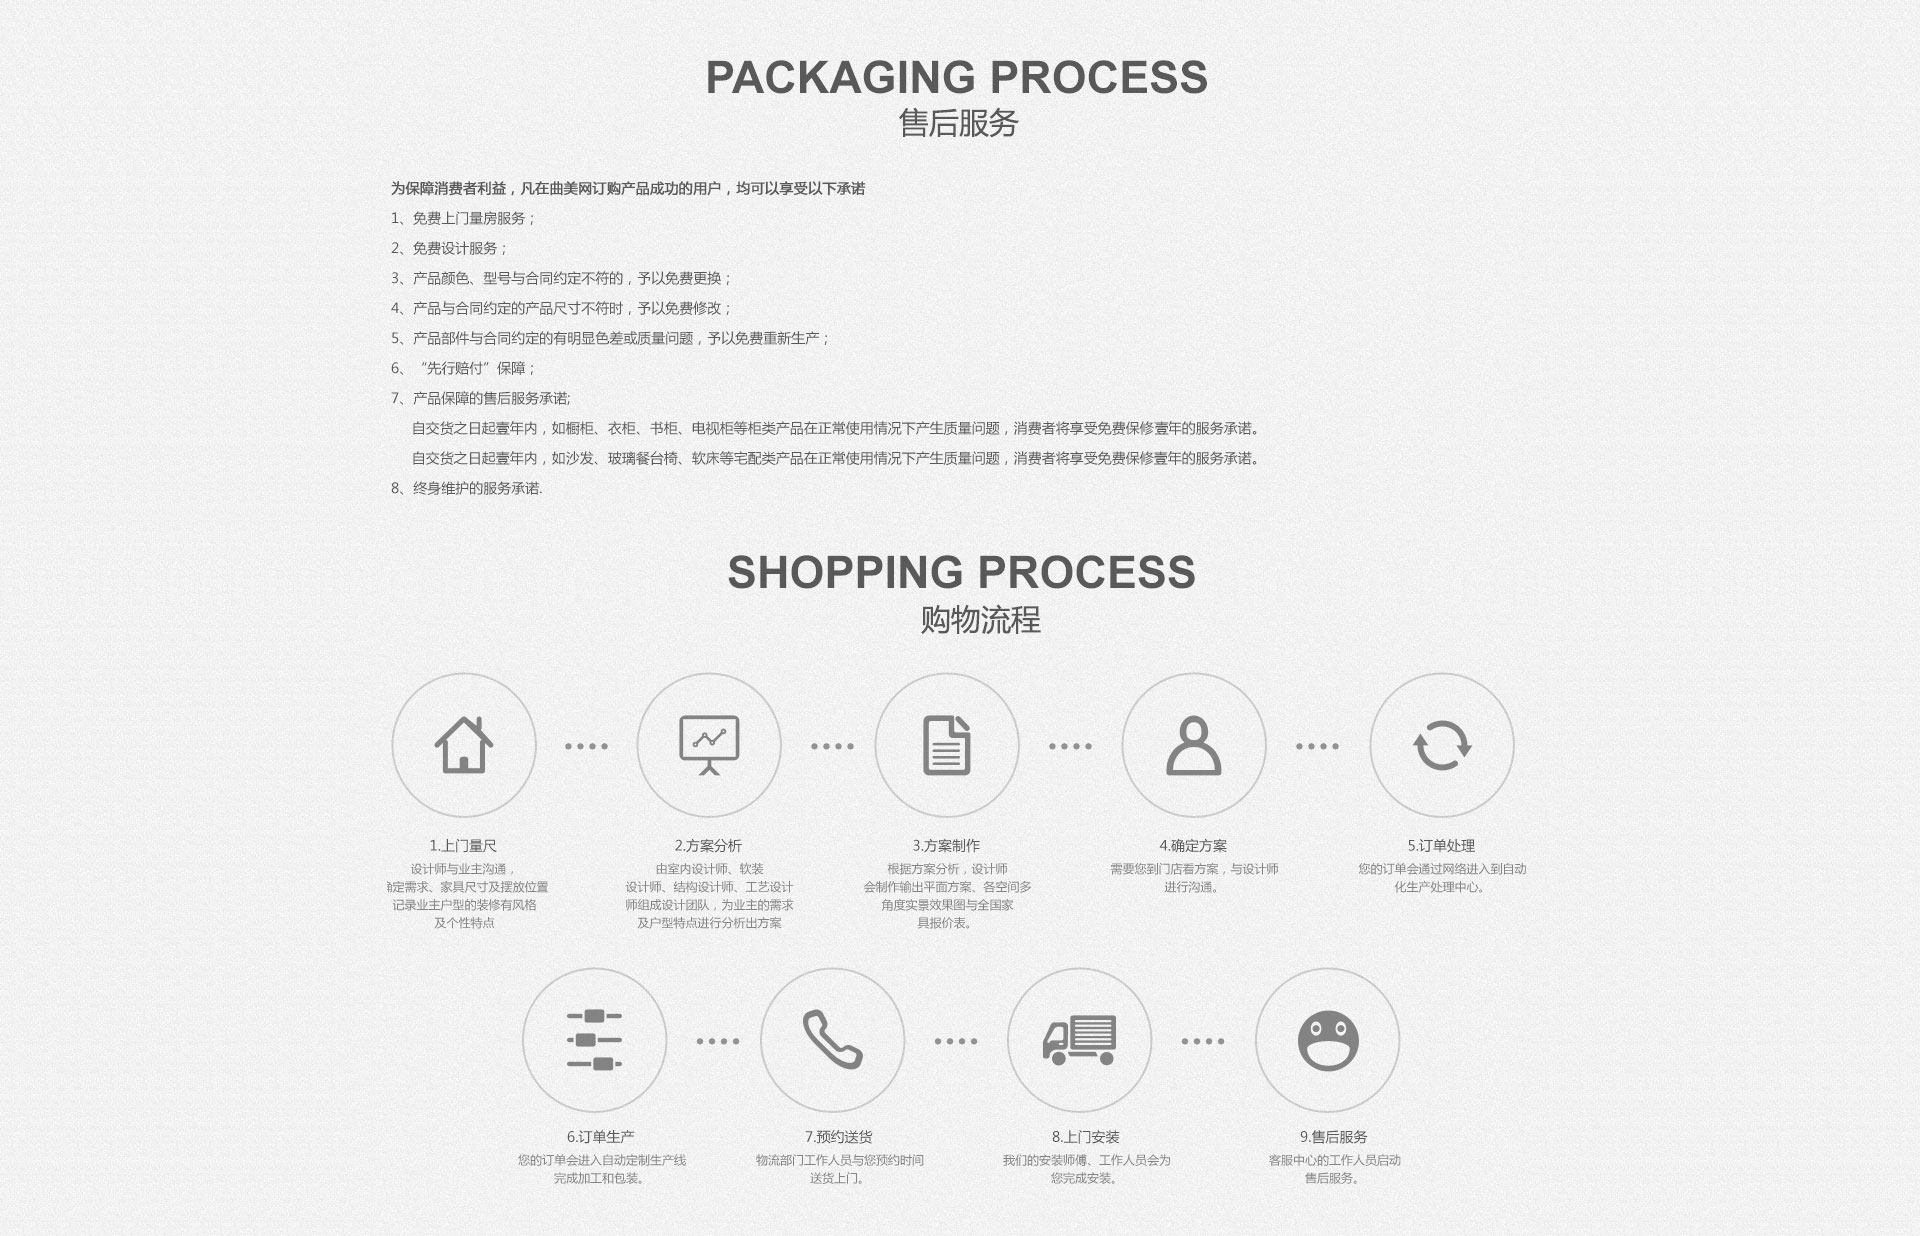 PACKAGING PROCESS
售后服务
为保障消费者利益，凡在曲美网订购产品成功的用户，均可以享受以下承诺
1、免费上门量房服务；
2、免费设计服务；
3、产品颜色、型号与合同约定不符的，予以免费更换；
4、产品与合同约定的产品尺寸不符时，予以免费修改；
5、产品部件与合同约定的有明显色差或质量问题，予以免费重新生产；
6、“先行赔付”保障；
7、产品保障的售后服务承诺;
自交货之日起壹年内，如橱柜、衣柜、书柜、电视柜等柜类产品在正常使用情况下产生质量问题，消费者将享受免费保修壹年的服务承诺。
自交货之日起壹年内，如沙发、玻璃餐台椅、软床等宅配类产品在正常使用情况下产生质量问题，消费者将享受免费保修壹年的服务承诺。
8、终身维护的服务承诺.
SHOPPING PROCESS
购物流程
1.上门量尺
设计师与业主沟通，
定需求、家具尺寸及摆放位置
记录业主户型的装修有风格
及个性特点
2.方案分析
由室内设计师、软装
设计师、结构设计师、工艺设计
师组成设计团队，为业主的需求
及户型特点进行分析出方案
3.方案制作
根据方案分析，设计师
会制作输出平面方案、各空间多
角度实景效果图与全国家
具报价表。
4.确定方案
需要您到门店看方案，与设计师
进行沟通。
5.订单处理
您的订单会通过网络进入到自动
化生产处理中心。
6.订单生产
您的订单会进入自动定制生产线
完成加工和包装。
7.预约送货
物流部门工作人员与您预约时间
送货上门。
8.上门安装
我们的安装师傅、工作人员会为
您完成安装。
9.售后服务
客服中心的工作人员启动
售后服务。